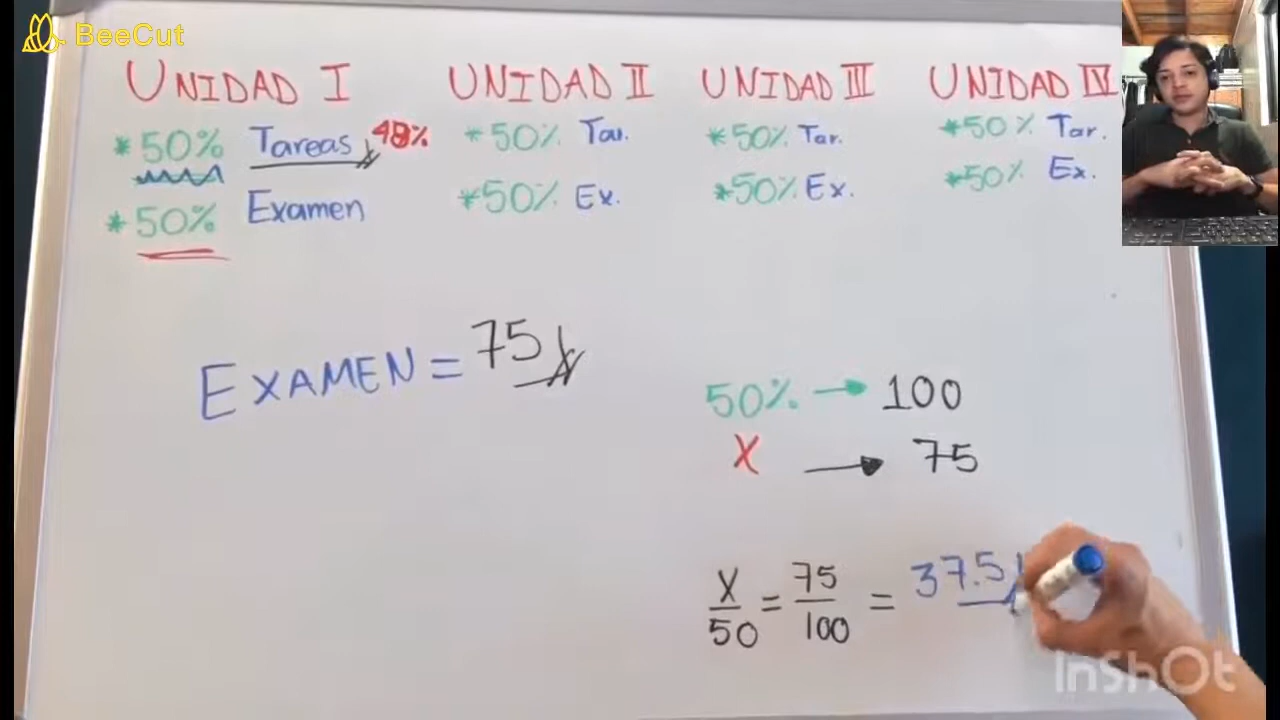 BeeCut
UNIDAD I
*50% Tareas 48%
*50% Examen
UNIDAD II
*50% Tar.
*50% Ex.
UNIDAD III
*50% Tar.
*50% Ex.
UNIDAD IV
*50% Tar.
*50% Ex.
EXAMEN = 75
50% → 100
X → 75
X/50 = 75/100 = 37.5
InShOt